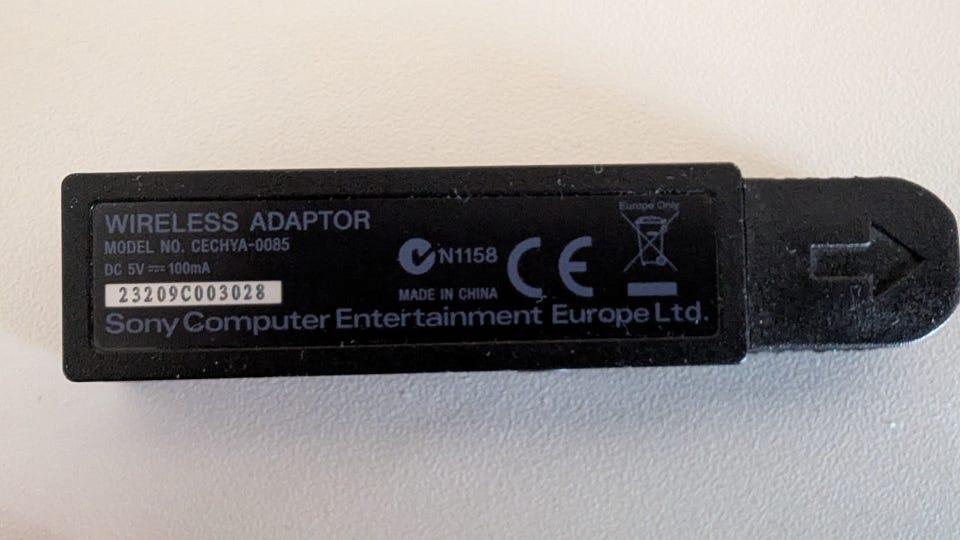 WIRELESS ADAPTOR
MODEL NO. CECHYA-0085
DC 5V ⎓ 100mA
23209C003028
N1158
MADE IN CHINA
CE
Europe Only
Sony Computer Entertainment Europe Ltd.